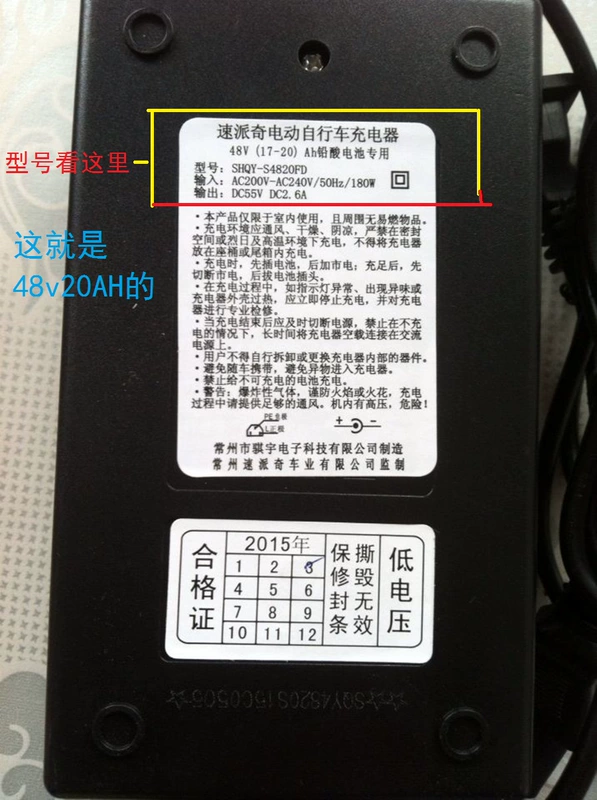 速派奇电动自行车充电器
48V (17-20) Ah铅酸电池专用
型号：SHQY-S4820FD
输入：AC200V-AC240V/50Hz/180W
输出：DC55V DC2.6A
型号看这里
这就是
48v20AH的
·本产品仅限于室内使用，且周围无易燃物品。
·充电环境应通风、干燥、阴凉，严禁在密封
空间或烈日及高温环境下充电，不得将充电器
放在座桶或尾箱内充电。
·充电时，先插电池，后加市电；充足后，先
切断市电，后拔电池插头。
·在充电过程中，如指示灯异常、出现异味或
充电器外壳过热，应立即停止充电，并对充电
器进行专业检修。
·当充电结束后应及时切断电源，禁止在不充
电的情况下，长时间将充电器空载连接在交流
电源上。
·用户不得自行拆卸或更换充电器内部的器件。
·避免随车携带，避免异物进入充电器。
·禁止给不可充电的电池充电。
·警告：爆炸性气体，谨防火焰或火花，充电
过程中请提供足够的通风。机内有高压，危险！
L正极
+ -
常州市骐宇电子科技有限公司制造
常州速派奇车业有限公司监制
合格证
2015年
1 2 3
4 5 6
7 8 9
10 11 12
保修封条
撕毁无效
低电压
☆SQY4820S15C0505☆